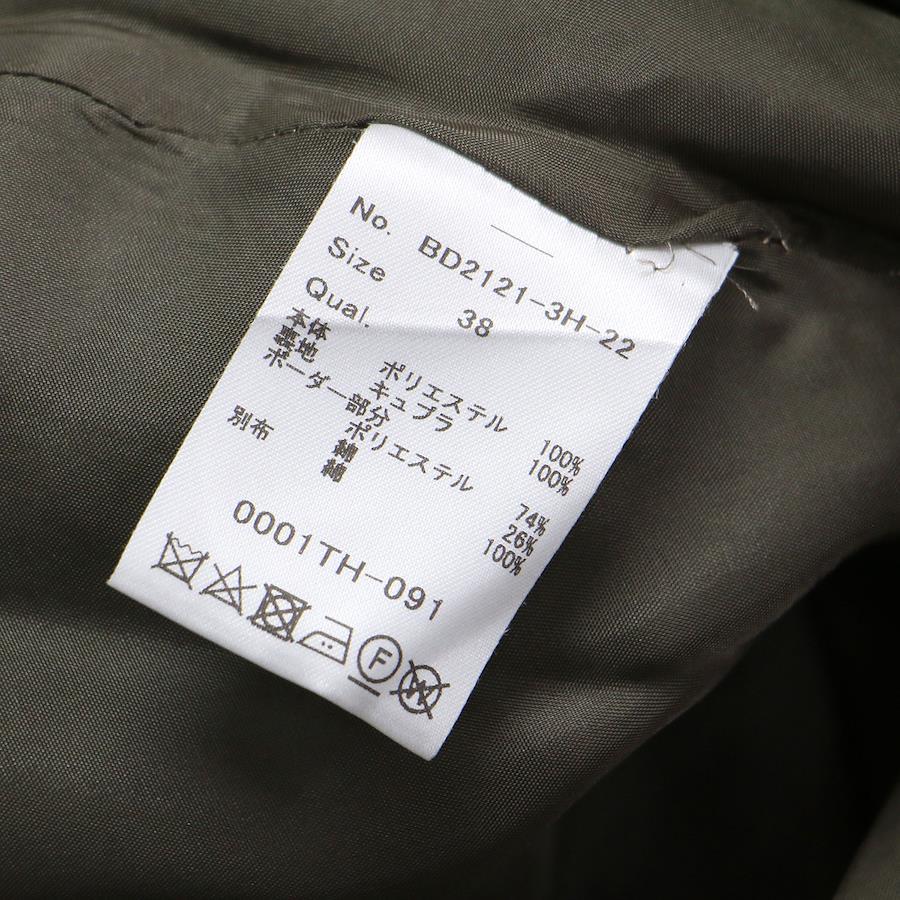 No. BD2121-3H-22
Size 38
Qual.
本体 ポリエステル 100%
裏地 キュプラ 100%
ボーダー部分
ポリエステル 74%
綿 26%
別布 綿 100%
0001TH-091
F
W